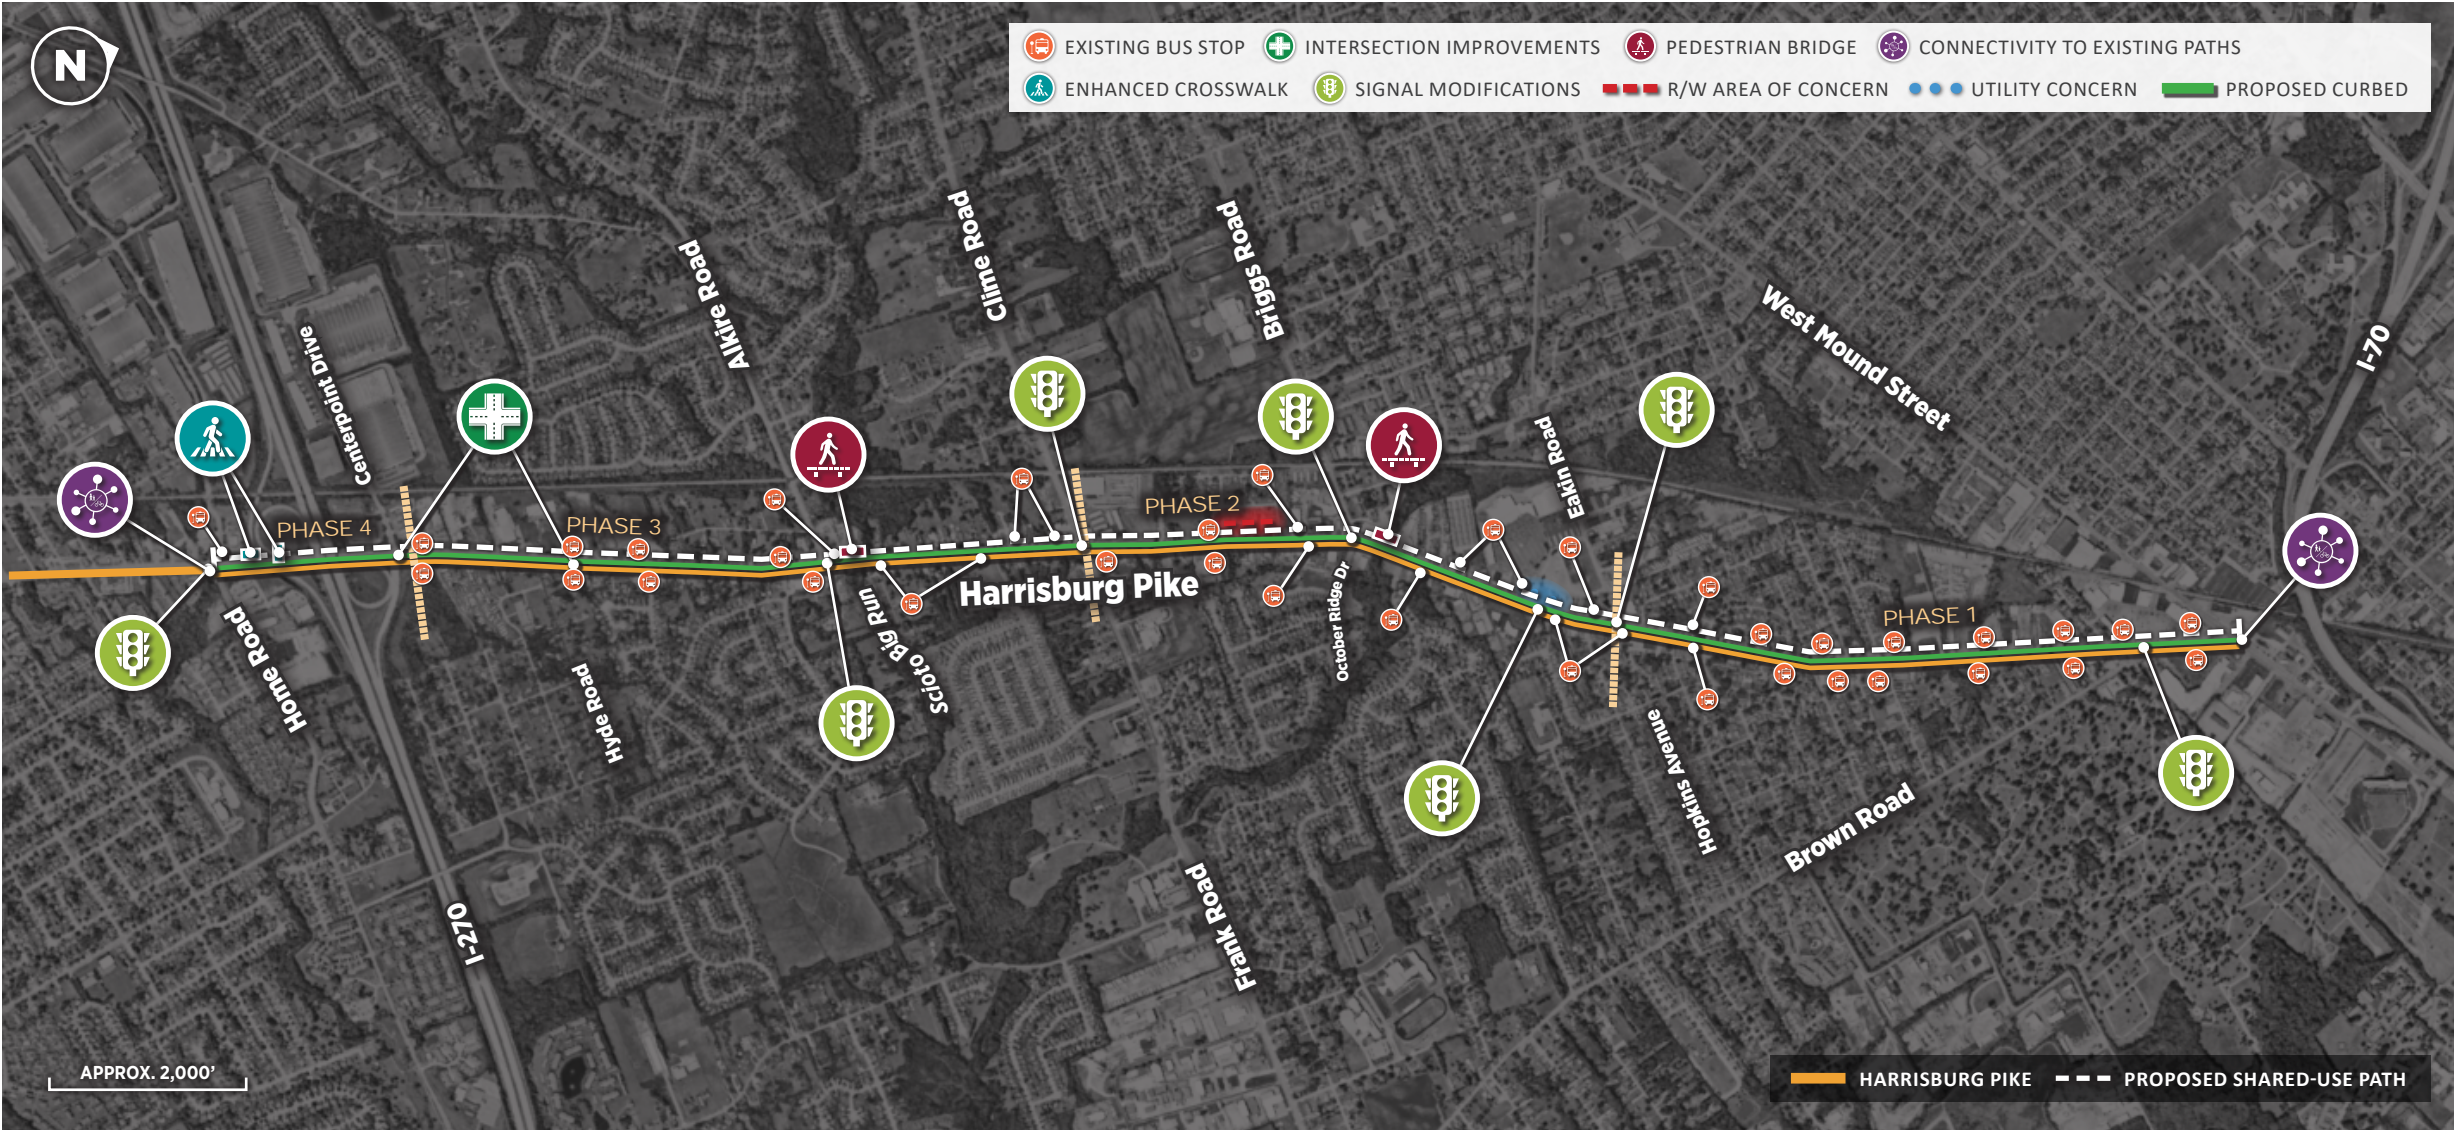 N
EXISTING BUS STOP
INTERSECTION IMPROVEMENTS
PEDESTRIAN BRIDGE
CONNECTIVITY TO EXISTING PATHS
ENHANCED CROSSWALK
SIGNAL MODIFICATIONS
R/W AREA OF CONCERN
UTILITY CONCERN
PROPOSED CURBED
Centerpoint Drive
Alkire Road
Clime Road
Briggs Road
West Mound Street
I-70
Eakin Road
PHASE 4
PHASE 3
PHASE 2
PHASE 1
Harrisburg Pike
Home Road
Hyde Road
Scioto Big Run
October Ridge Dr
Hopkins Avenue
Brown Road
Frank Road
I-270
APPROX. 2,000’
HARRISBURG PIKE
PROPOSED SHARED-USE PATH